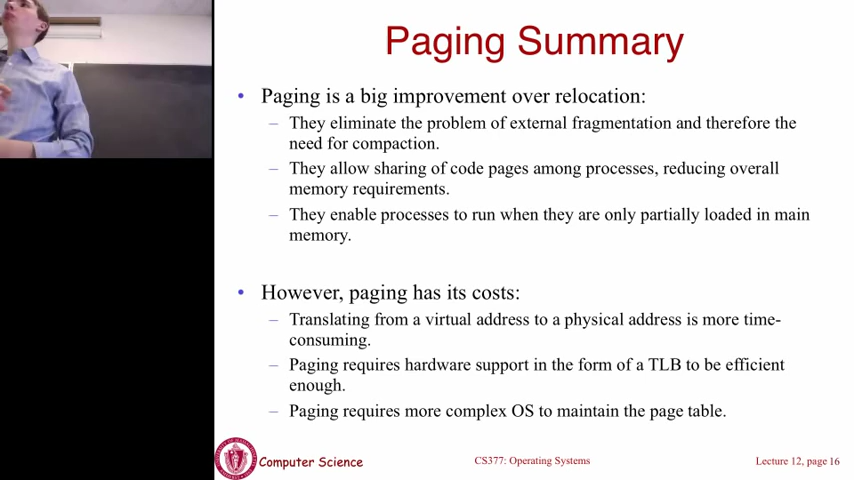 Paging Summary
• Paging is a big improvement over relocation:
– They eliminate the problem of external fragmentation and therefore the
need for compaction.
– They allow sharing of code pages among processes, reducing overall
memory requirements.
– They enable processes to run when they are only partially loaded in main
memory.
• However, paging has its costs:
– Translating from a virtual address to a physical address is more time-
consuming.
– Paging requires hardware support in the form of a TLB to be efficient
enough.
– Paging requires more complex OS to maintain the page table.
Computer Science
CS377: Operating Systems
Lecture 12, page 16